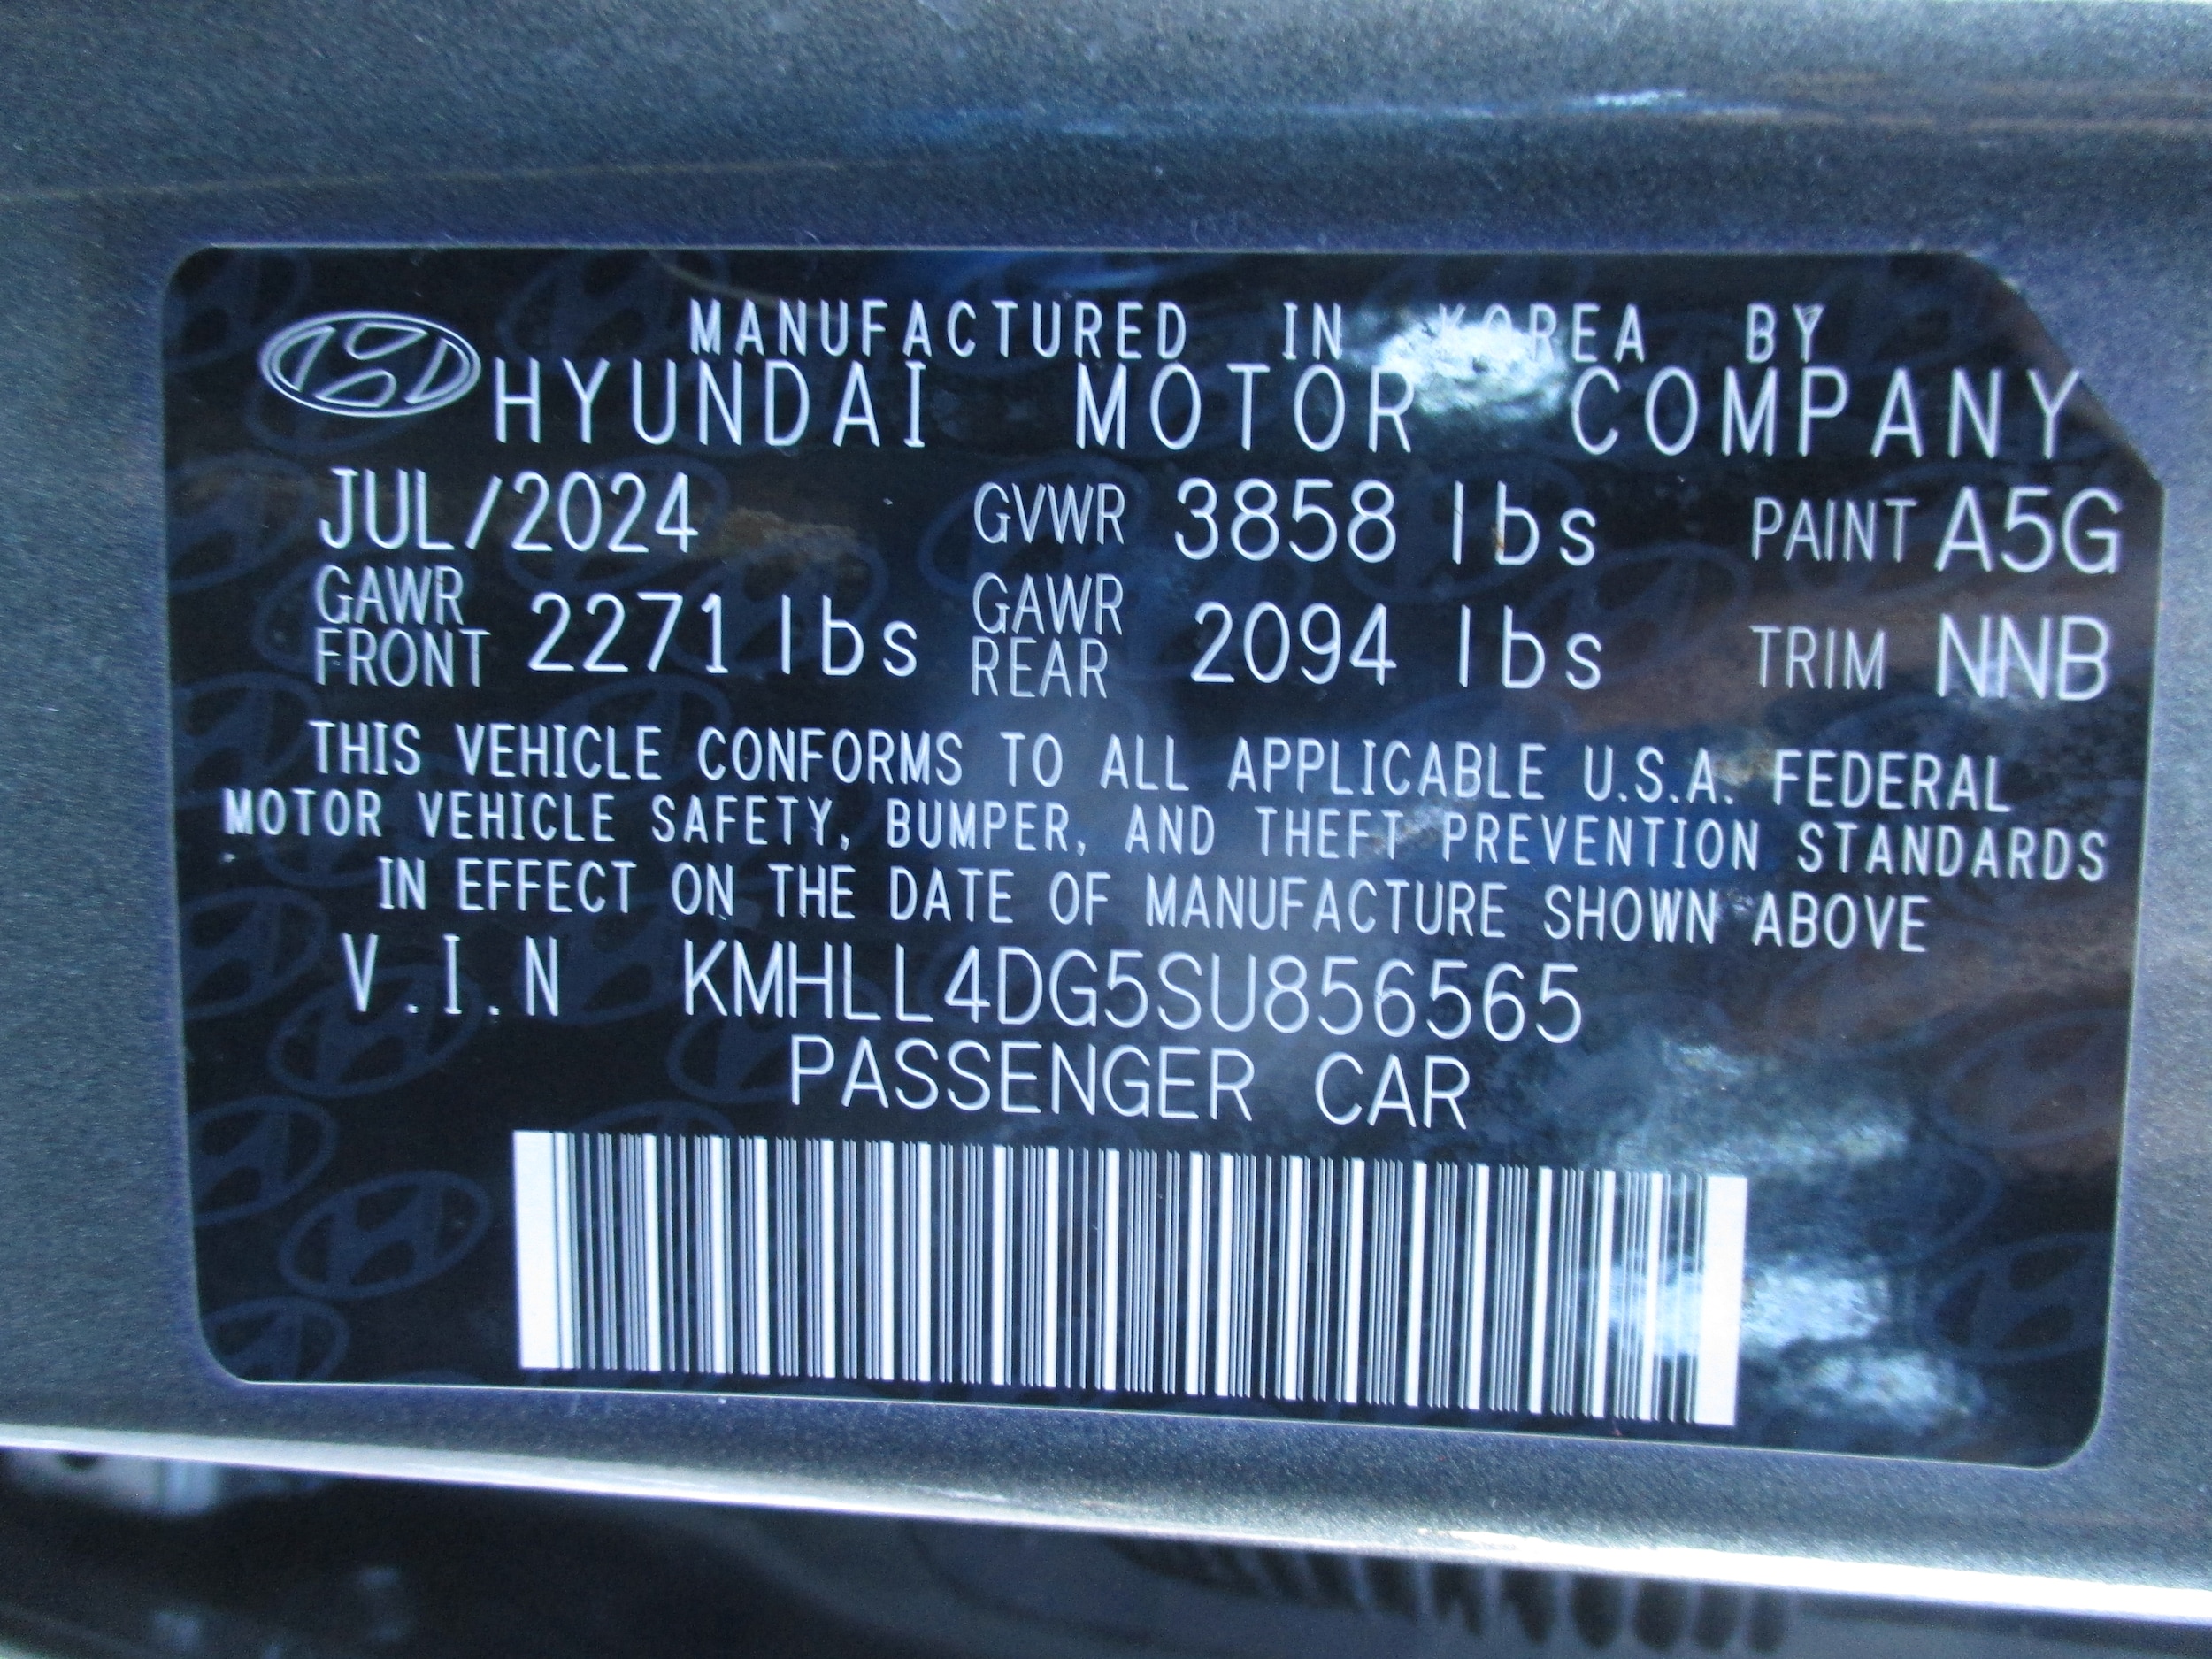 MANUFACTURED IN KOREA BY
HYUNDAI MOTOR COMPANY
JUL/2024 GVWR 3858 lbs PAINT A5G
GAWR FRONT 2271 lbs GAWR REAR 2094 lbs TRIM NNB
THIS VEHICLE CONFORMS TO ALL APPLICABLE U.S.A. FEDERAL
MOTOR VEHICLE SAFETY, BUMPER, AND THEFT PREVENTION STANDARDS
IN EFFECT ON THE DATE OF MANUFACTURE SHOWN ABOVE
V.I.N KMHLL4DG5SU856565
PASSENGER CAR